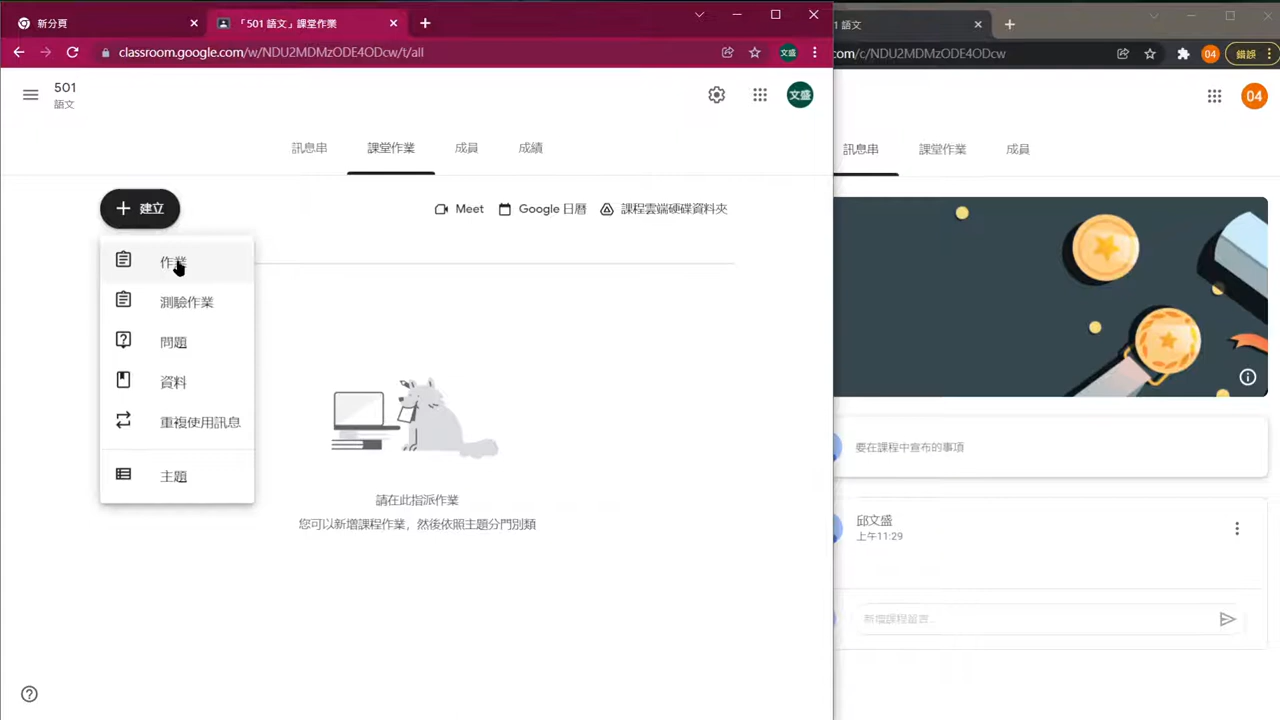 新分頁
「501 語文」課堂作業
classroom.google.com/w/NDU2MDMzODE4ODcw/t/all
文盛
501
語文
文盛
訊息串
課堂作業
成員
成績
建立
Meet
Google 日曆
課程雲端硬碟資料夾
作業
測驗作業
問題
資料
重複使用訊息
主題
請在此指派作業
您可以新增課程作業，然後依照主題分門別類
1 語文
com/c/NDU2MDMzODE4ODcw
04
錯誤
04
訊息串
課堂作業
成員
要在課程中宣布的事項
邱文盛
上午11:29
新增課程留言...